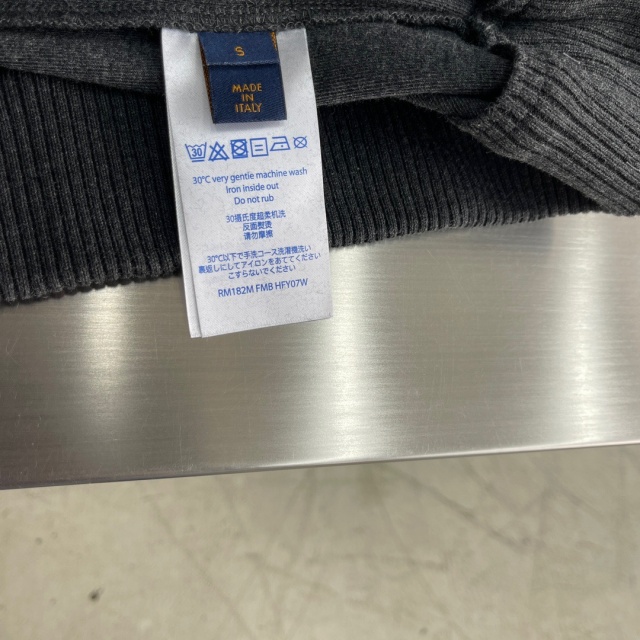 S
MADE
IN
ITALY
30
30°C very gentle machine wash
Iron inside out
Do not rub
30摄氏度超柔机洗
反面熨烫
请勿摩擦
30℃以下で手洗コース洗濯機洗い
裏返しにしてアイロンをあててください
こすらないでください
RM182M FMB HFY07W